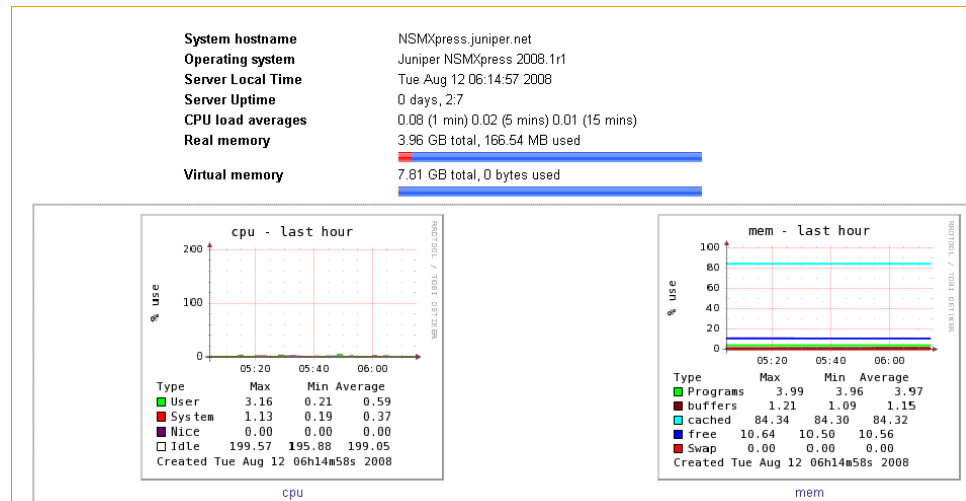 System hostname NSMXpress.juniper.net
Operating system Juniper NSMXpress 2008.1r1
Server Local Time Tue Aug 12 06:14:57 2008
Server Uptime 0 days, 2:7
CPU load averages 0.08 (1 min) 0.02 (5 mins) 0.01 (15 mins)
Real memory 3.96 GB total, 166.54 MB used
Virtual memory 7.81 GB total, 0 bytes used
cpu - last hour
RRDTOOL / TOBI OETIKER
% use
200
100
0
05:20 05:40 06:00
Type Max Min Average
User 3.16 0.21 0.59
System 1.13 0.19 0.37
Nice 0.00 0.00 0.00
Idle 199.57 195.88 199.05
Created Tue Aug 12 06h14m58s 2008
cpu
mem - last hour
RRDTOOL / TOBI OETIKER
% use
100
80
60
40
20
0
05:20 05:40 06:00
Type Max Min Average
Programs 3.99 3.96 3.97
buffers 1.21 1.09 1.15
cached 84.34 84.30 84.32
free 10.64 10.50 10.56
Swap 0.00 0.00 0.00
Created Tue Aug 12 06h14m58s 2008
mem